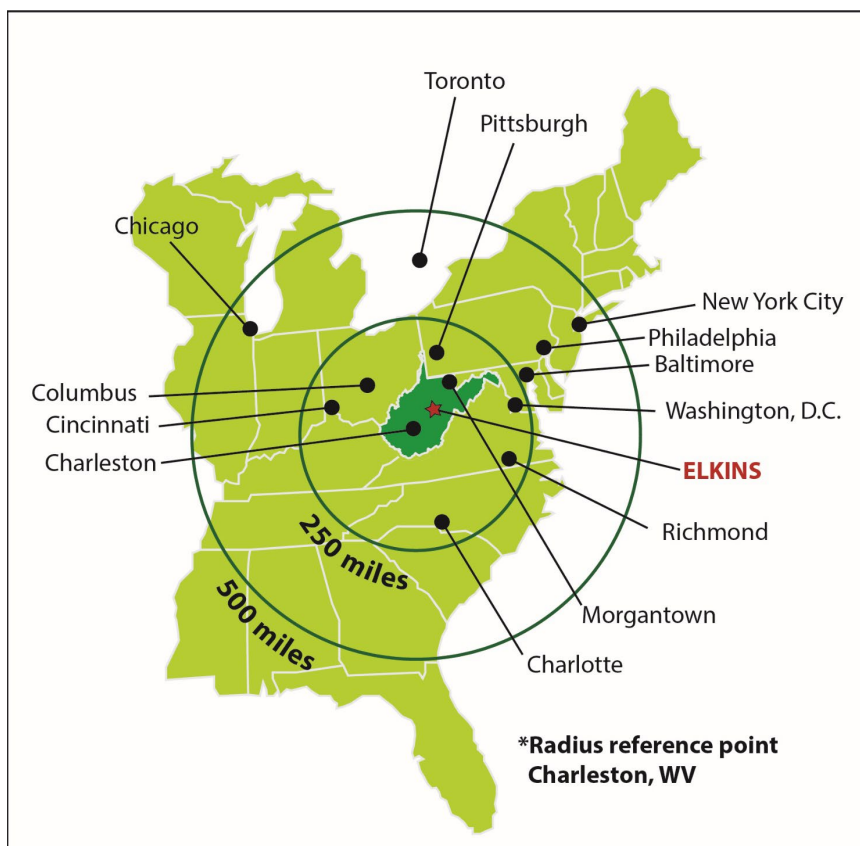 Toronto
Pittsburgh
Chicago
New York City
Philadelphia
Baltimore
Columbus
Washington, D.C.
Cincinnati
Charleston
ELKINS
Richmond
250 miles
500 miles
Morgantown
Charlotte
*Radius reference point
Charleston, WV